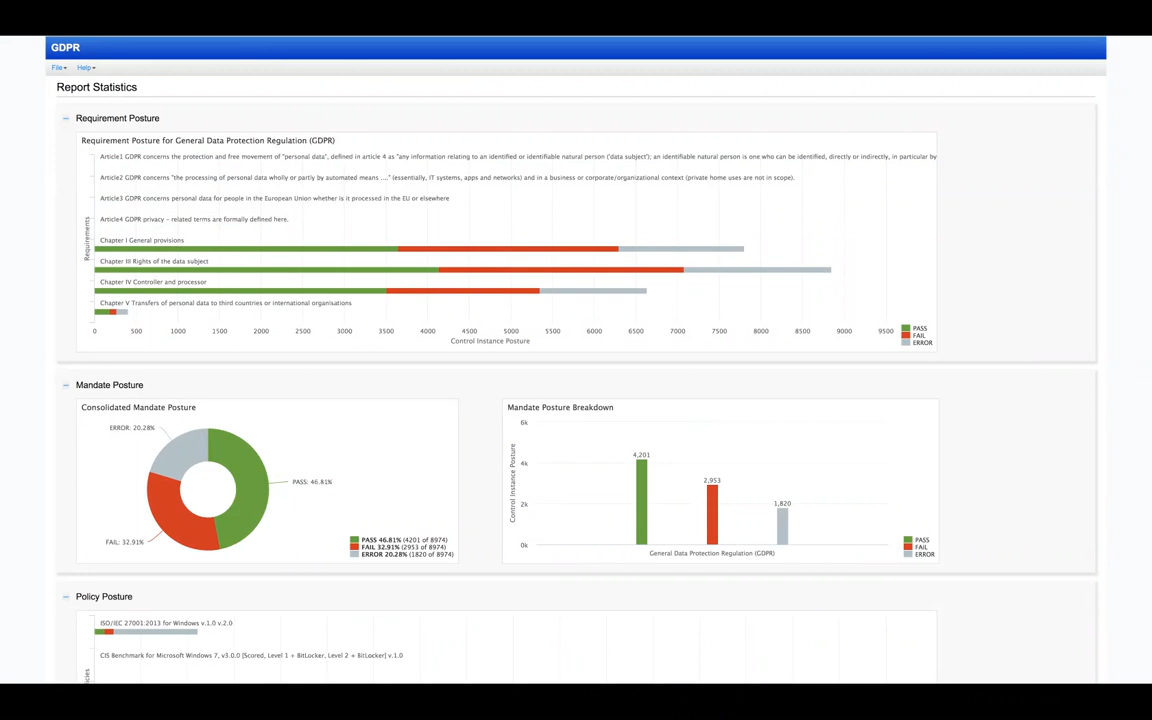 GDPR
File Help
Report Statistics
Requirement Posture
Requirement Posture for General Data Protection Regulation (GDPR)
Article1 GDPR concerns the protection and free movement of "personal data", defined in article 4 as "any information relating to an identified or identifiable natural person ('data subject'); an identifiable natural person is one who can be identified, directly or indirectly, in particular by
Article2 GDPR concerns "the processing of personal data wholly or partly by automated means ...." (essentially, IT systems, apps and networks) and in a business or corporate/organizational context (private home uses are not in scope).
Article3 GDPR concerns personal data for people in the European Union whether is it processed in the EU or elsewhere
Article4 GDPR privacy – related terms are formally defined here.
Requirements
Chapter I General provisions
Chapter III Rights of the data subject
Chapter IV Controller and processor
Chapter V Transfers of personal data to third countries or international organisations
0 500 1000 1500 2000 2500 3000 3500 4000 4500 5000 5500 6000 6500 7000 7500 8000 8500 9000 9500
Control Instance Posture
PASS
FAIL
ERROR
Mandate Posture
Consolidated Mandate Posture
ERROR: 20.28%
PASS: 46.81%
FAIL: 32.91%
PASS 46.81% (4201 of 8974)
FAIL 32.91% (2953 of 8974)
ERROR 20.28% (1820 of 8974)
Mandate Posture Breakdown
Control Instance Posture
6k
4k
2k
0k
4,201
2,953
1,820
General Data Protection Regulation (GDPR)
PASS
FAIL
ERROR
Policy Posture
ISO/IEC 27001:2013 for Windows v.1.0 v.2.0
CIS Benchmark for Microsoft Windows 7, v3.0.0 [Scored, Level 1 + BitLocker, Level 2 + BitLocker] v.1.0